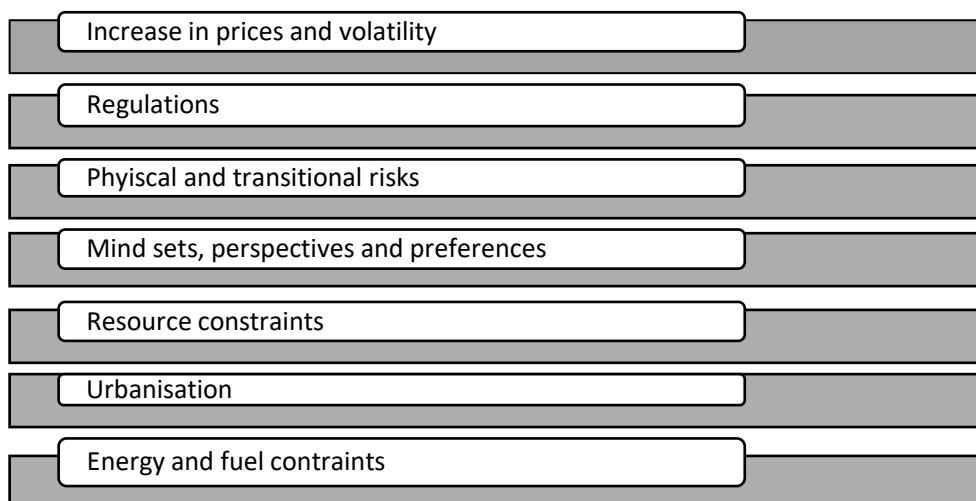 Increase in prices and volatility
Regulations
Phyiscal and transitional risks
Mind sets, perspectives and preferences
Resource constraints
Urbanisation
Energy and fuel contraints